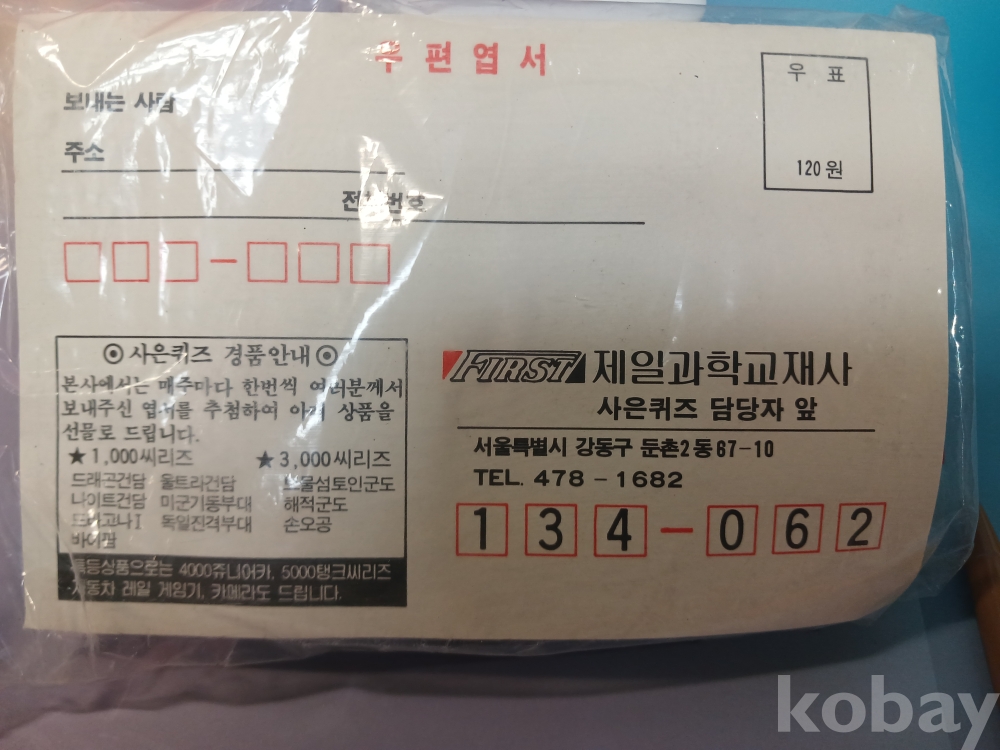 우편엽서
우 표
120원
보내는 사람
주소
전화번호
◎ 사은퀴즈 경품안내 ◎
본사에서는 매주마다 한번씩 여러분께서
보내주신 엽서를 추첨하여 아래 상품을
선물로 드립니다.
★ 1,000씨리즈 ★ 3,000씨리즈
드래곤건담 울트라건담 보물섬토인군도
나이트건담 미군기동부대 해적군도
드라고나 I 독일진격부대 손오공
바이팜
특등상품으로는 4000쥬니어카, 5000탱크씨리즈
자동차 레일 게임기, 카메라도 드립니다.
FIRST 제일과학교재사
사은퀴즈 담당자 앞
서울특별시 강동구 둔촌2동 67-10
TEL. 478 - 1682
134-062
kobay